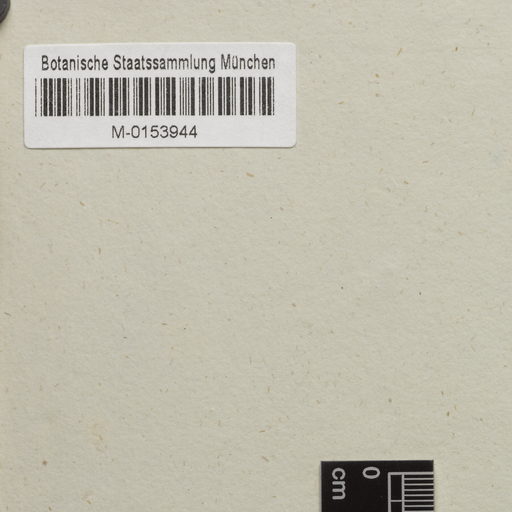 Botanische Staatssammlung München
M-0153944
0
cm